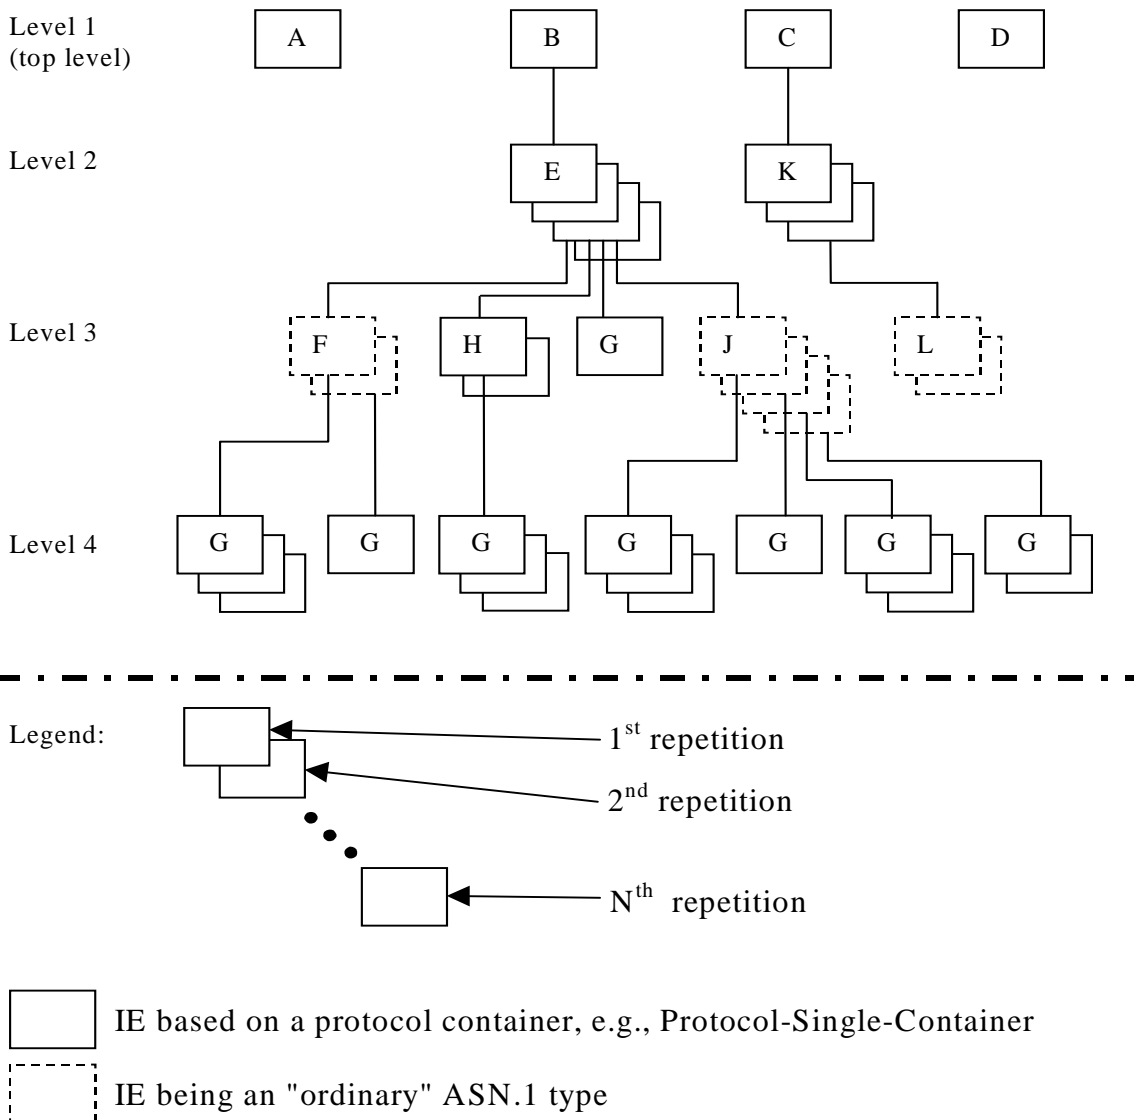 Level 1 A B C D
(top level)
Level 2 E K
Level 3 F H G J L
Level 4 G G G G G G G
Legend:
1st repetition
2nd repetition
Nth repetition
IE based on a protocol container, e.g., Protocol-Single-Container
IE being an "ordinary" ASN.1 type